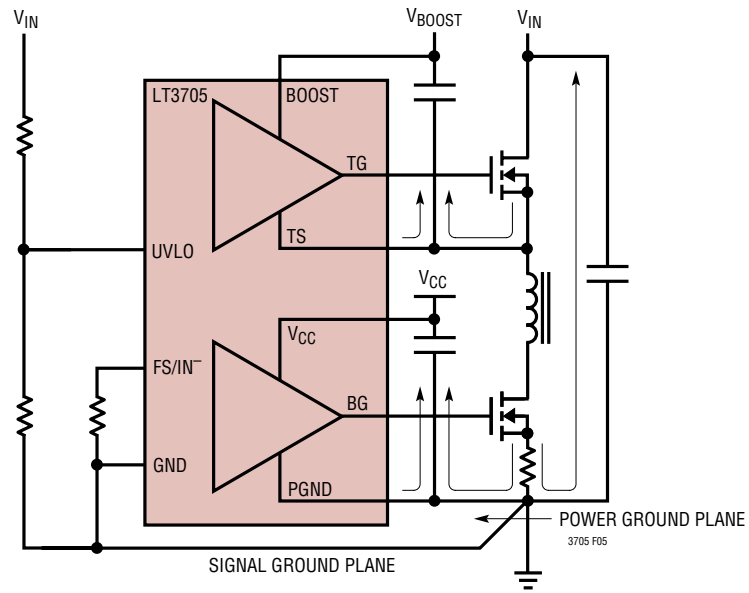 VIN
VBOOST
VIN
LT3705
BOOST
TG
TS
UVLO
VCC
VCC
FS/IN–
BG
GND
PGND
POWER GROUND PLANE
3705 F05
SIGNAL GROUND PLANE